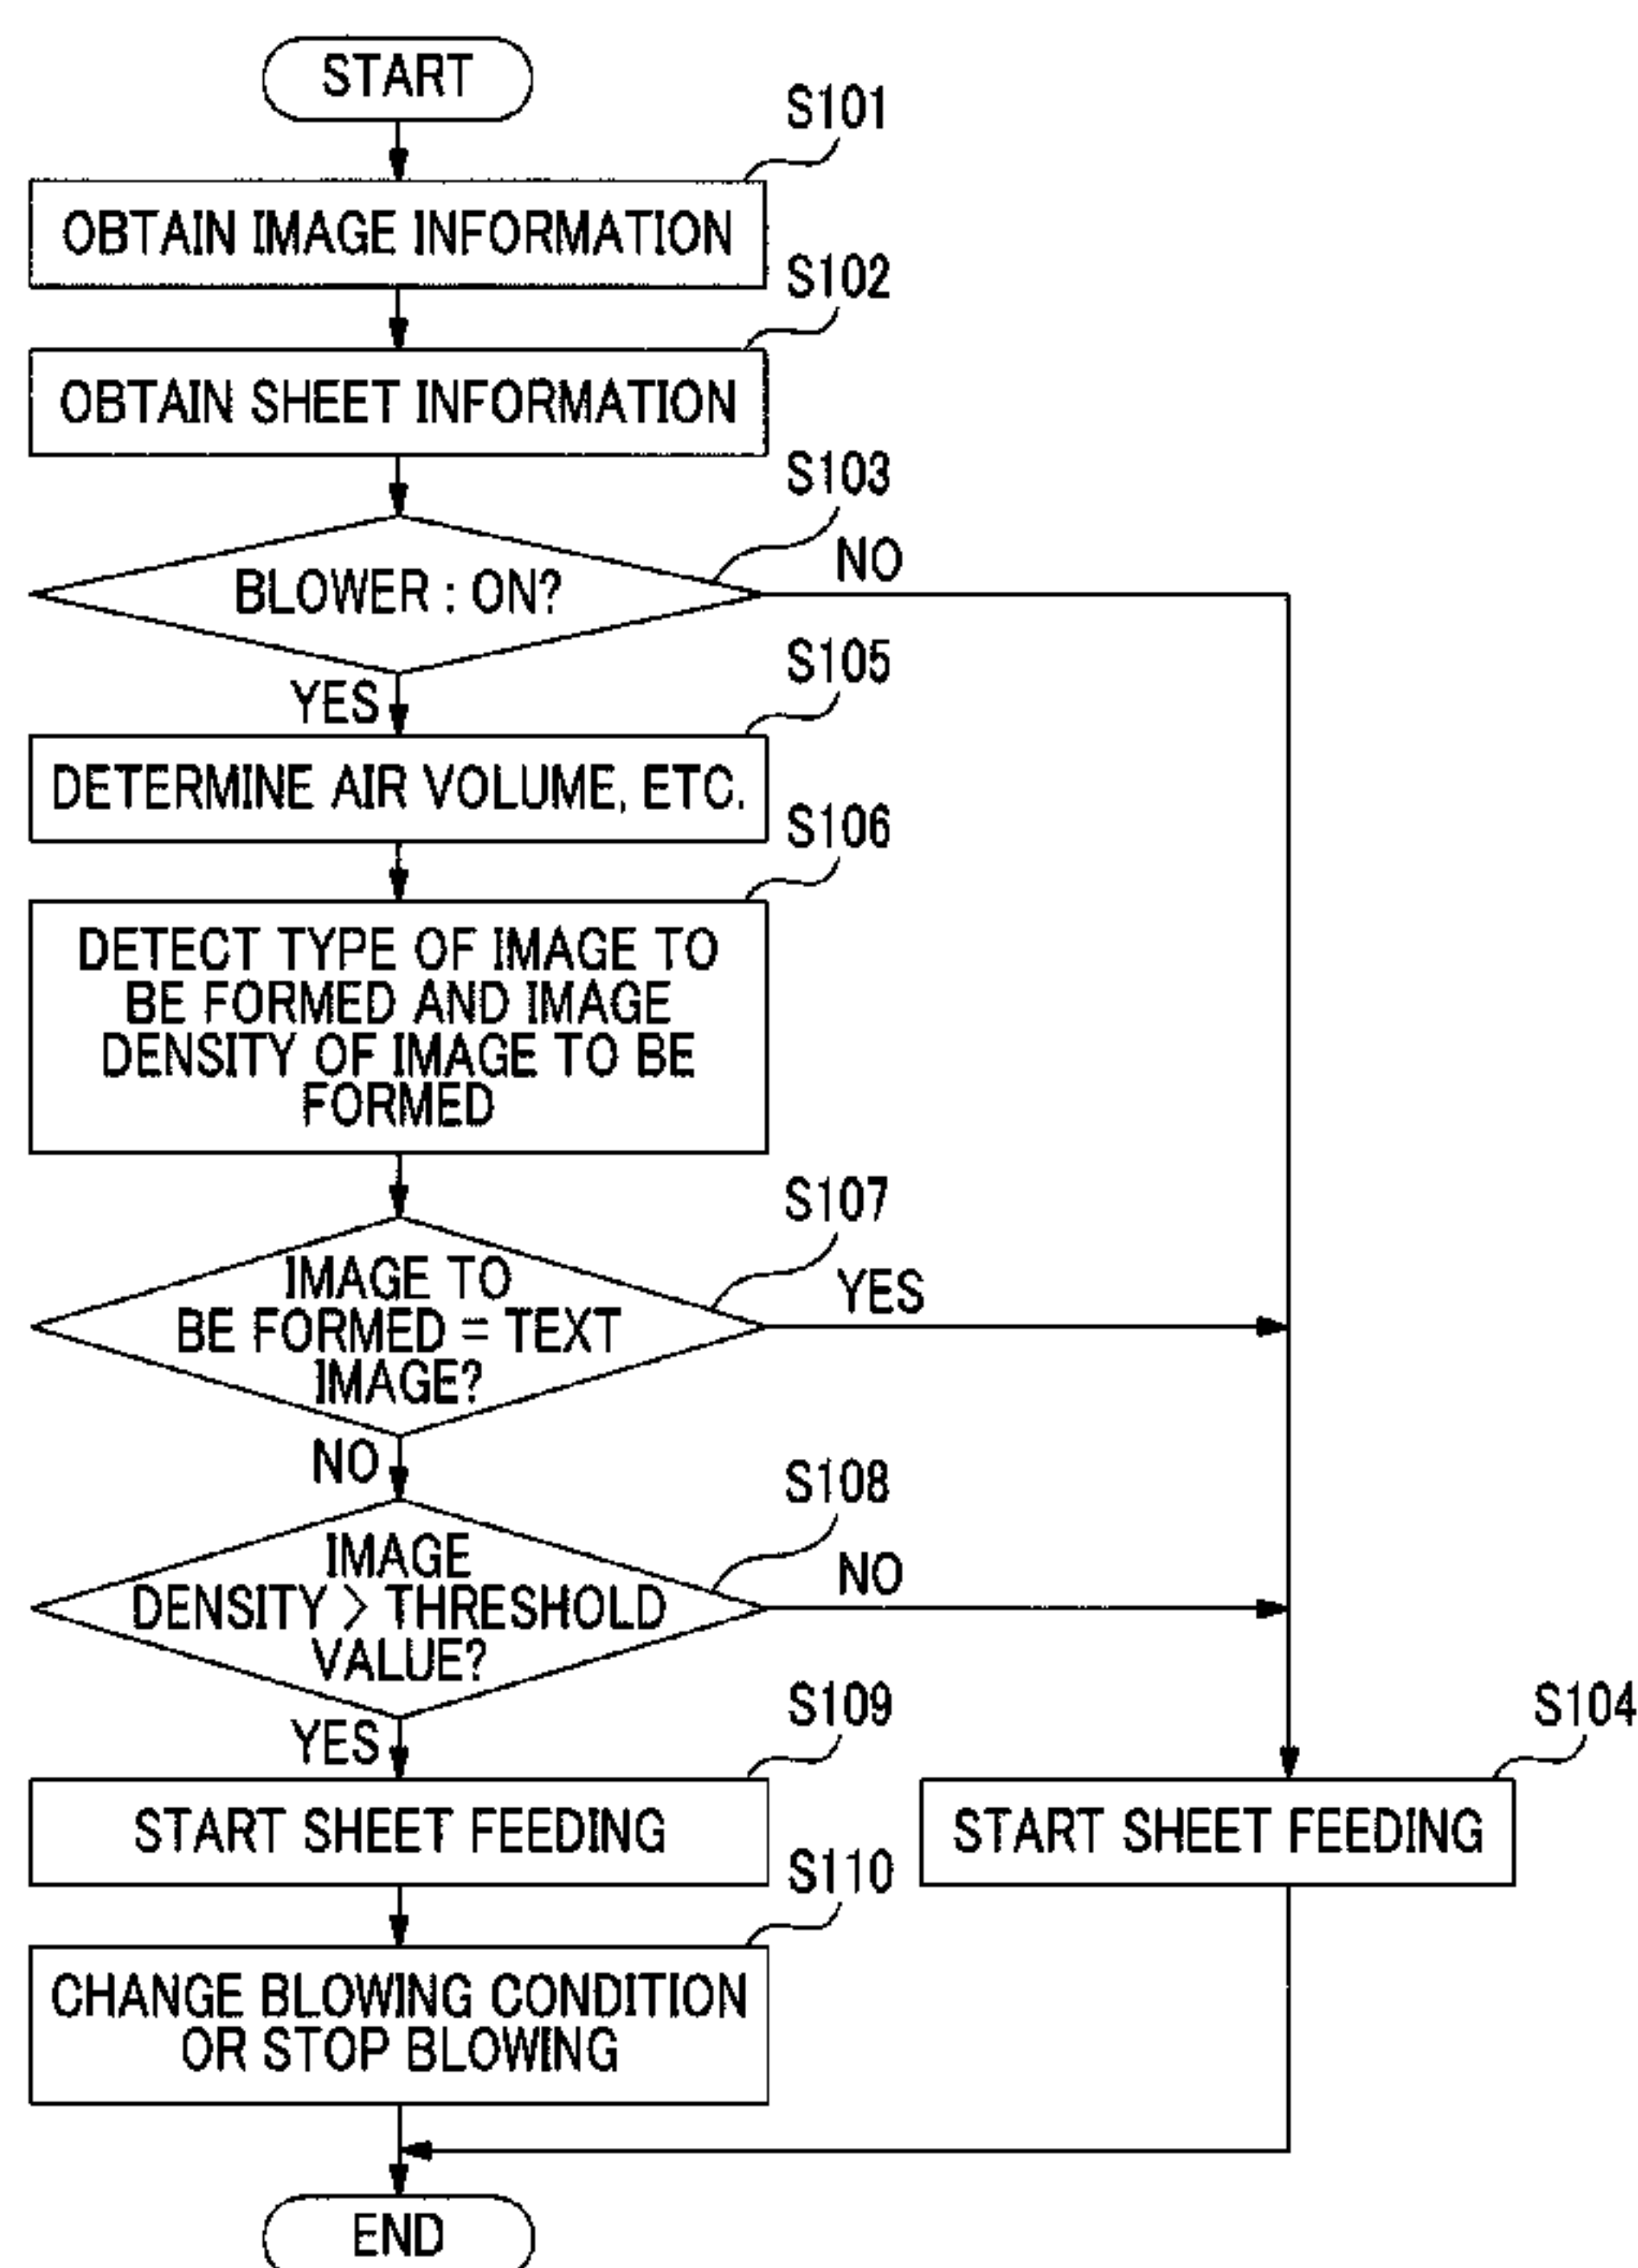 START
S101
OBTAIN IMAGE INFORMATION
S102
OBTAIN SHEET INFORMATION
S103
BLOWER : ON?
NO
YES
S105
DETERMINE AIR VOLUME, ETC.
S106
DETECT TYPE OF IMAGE TO
BE FORMED AND IMAGE
DENSITY OF IMAGE TO BE
FORMED
S107
IMAGE TO
BE FORMED = TEXT
IMAGE?
YES
NO
S108
IMAGE
DENSITY > THRESHOLD
VALUE?
NO
YES
S109
START SHEET FEEDING
S104
START SHEET FEEDING
S110
CHANGE BLOWING CONDITION
OR STOP BLOWING
END